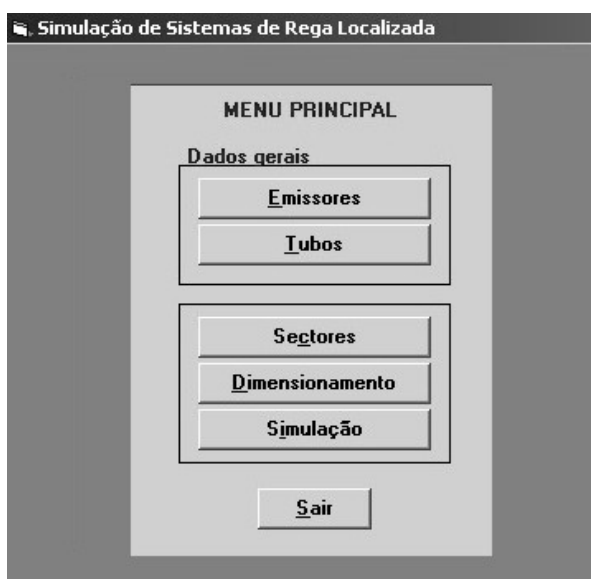 Simulação de Sistemas de Rega Localizada
MENU PRINCIPAL
Dados gerais
Emissores
Tubos
Sectores
Dimensionamento
Simulação
Sair